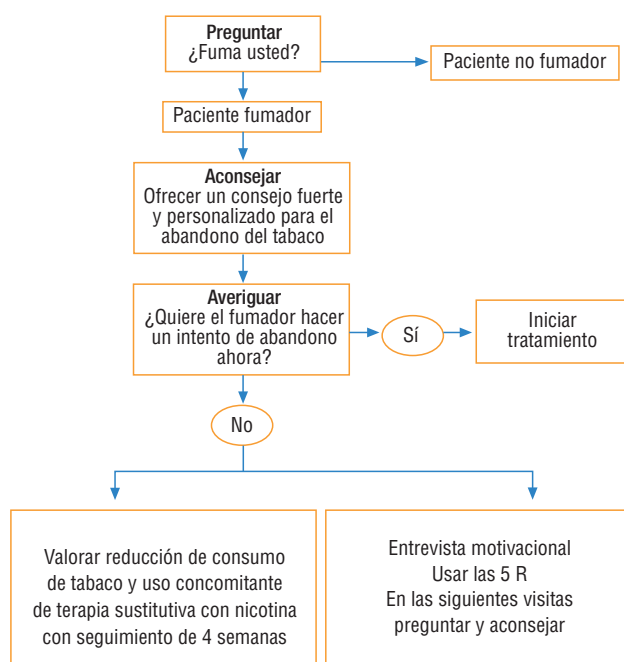 Preguntar
¿Fuma usted?
Paciente no fumador
Paciente fumador
Aconsejar
Ofrecer un consejo fuerte
y personalizado para el
abandono del tabaco
Averiguar
¿Quiere el fumador hacer
un intento de abandono
ahora?
Sí
Iniciar
tratamiento
No
Valorar reducción de consumo
de tabaco y uso concomitante
de terapia sustitutiva con nicotina
con seguimiento de 4 semanas
Entrevista motivacional
Usar las 5 R
En las siguientes visitas
preguntar y aconsejar